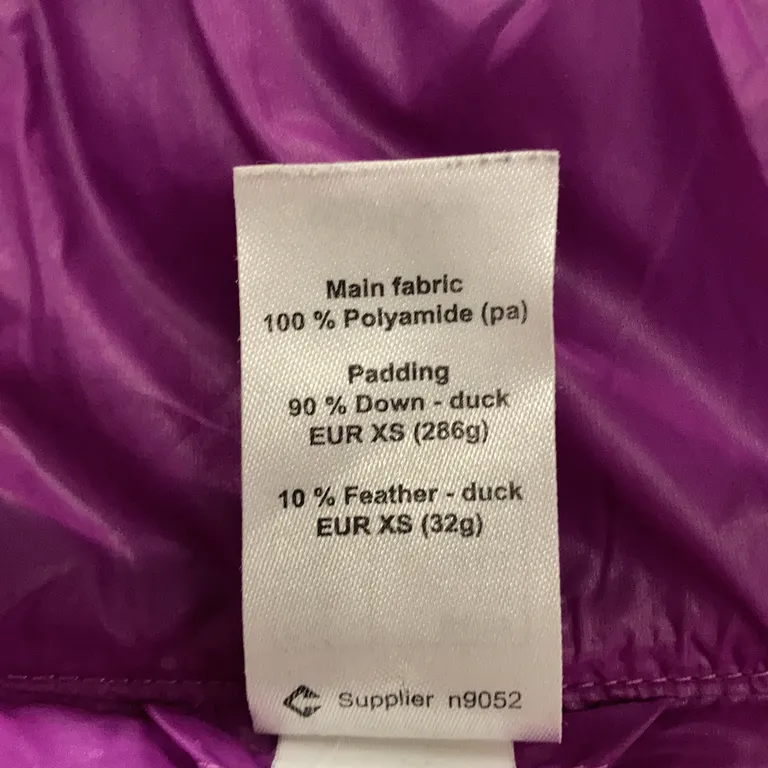 Main fabric
100 % Polyamide (pa)
Padding
90 % Down - duck
EUR XS (286g)
10 % Feather - duck
EUR XS (32g)
Supplier n9052